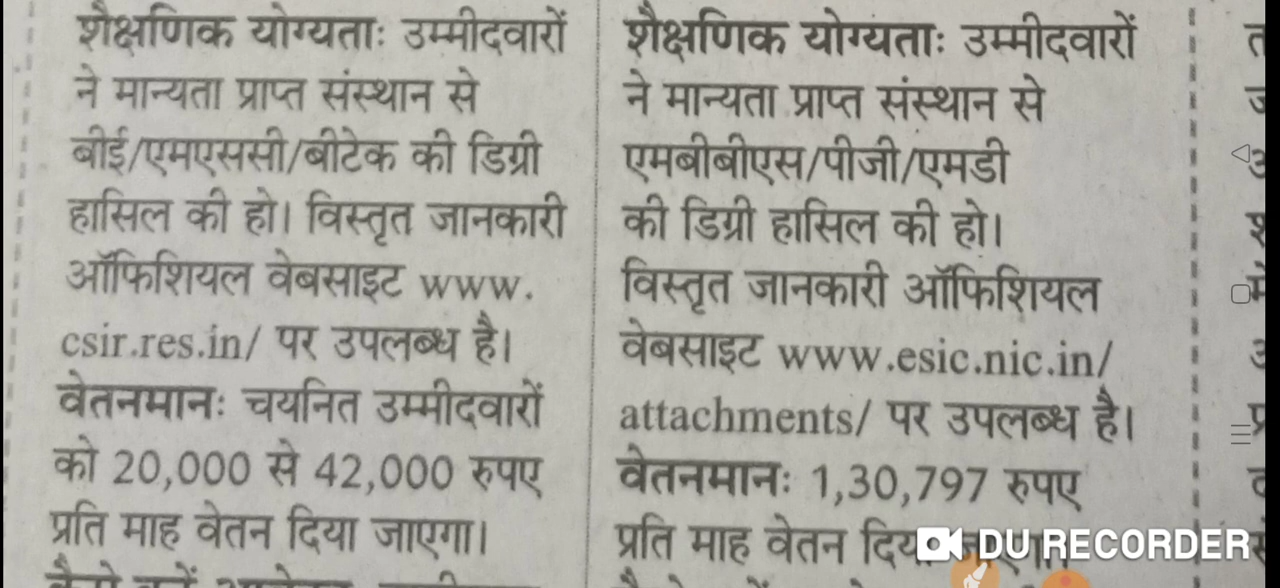 शैक्षणिक योग्यताः उम्मीदवारों
ने मान्यता प्राप्त संस्थान से
बीई/एमएससी/बीटेक की डिग्री
हासिल की हो। विस्तृत जानकारी
ऑफिशियल वेबसाइट www.
csir.res.in/ पर उपलब्ध है।
वेतनमानः चयनित उम्मीदवारों
को 20,000 से 42,000 रुपए
प्रति माह वेतन दिया जाएगा।
शैक्षणिक योग्यताः उम्मीदवारों
ने मान्यता प्राप्त संस्थान से
एमबीबीएस/पीजी/एमडी
की डिग्री हासिल की हो।
विस्तृत जानकारी ऑफिशियल
वेबसाइट www.esic.nic.in/
attachments/ पर उपलब्ध है।
वेतनमानः 1,30,797 रुपए
प्रति माह वेतन
DU RECORDER